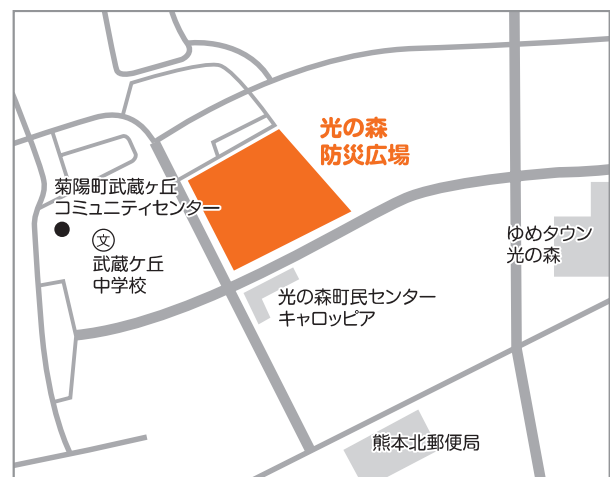 光の森
防災広場
菊陽町武蔵ヶ丘
コミュニティセンター
文
武蔵ケ丘
中学校
ゆめタウン
光の森
光の森町民センター
キャロッピア
熊本北郵便局